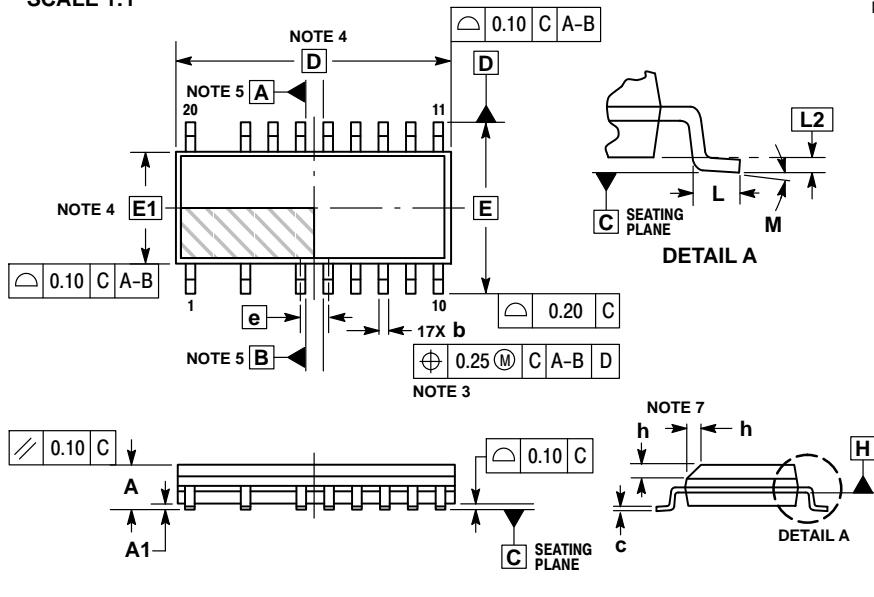 SCALE 1:1
NOTE 4
D
0.10 C A-B
NOTE 5 A
D
20
11
L2
NOTE 4 E1
E
C SEATING PLANE
L
M
DETAIL A
0.10 C A-B
1
10
e
17X b
0.20 C
NOTE 5 B
0.25 Ⓜ C A-B D
NOTE 3
NOTE 7
0.10 C
A
A1
0.10 C
C SEATING PLANE
h
h
H
c
DETAIL A